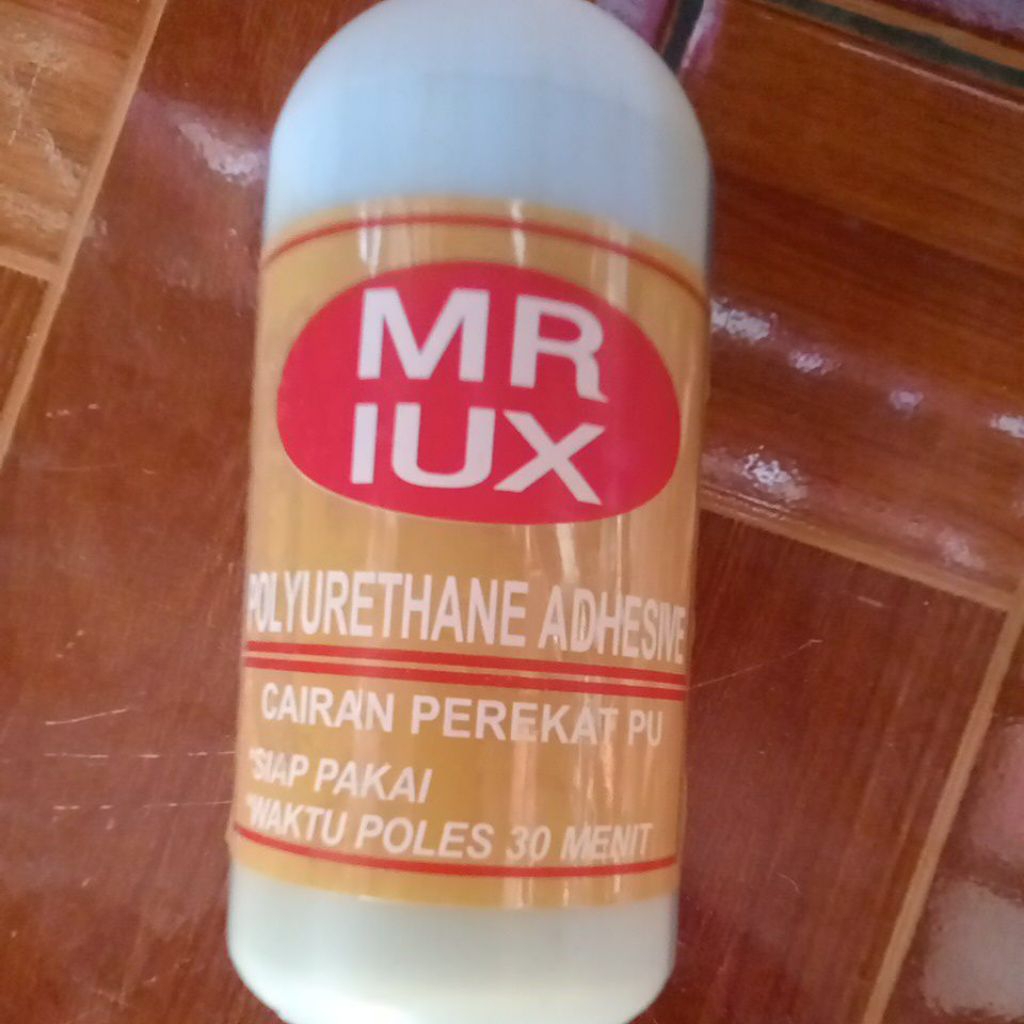 MR
IUX
POLYURETHANE ADHESIVE
CAIRAN PEREKAT PU
*SIAP PAKAI
*WAKTU POLES 30 MENIT